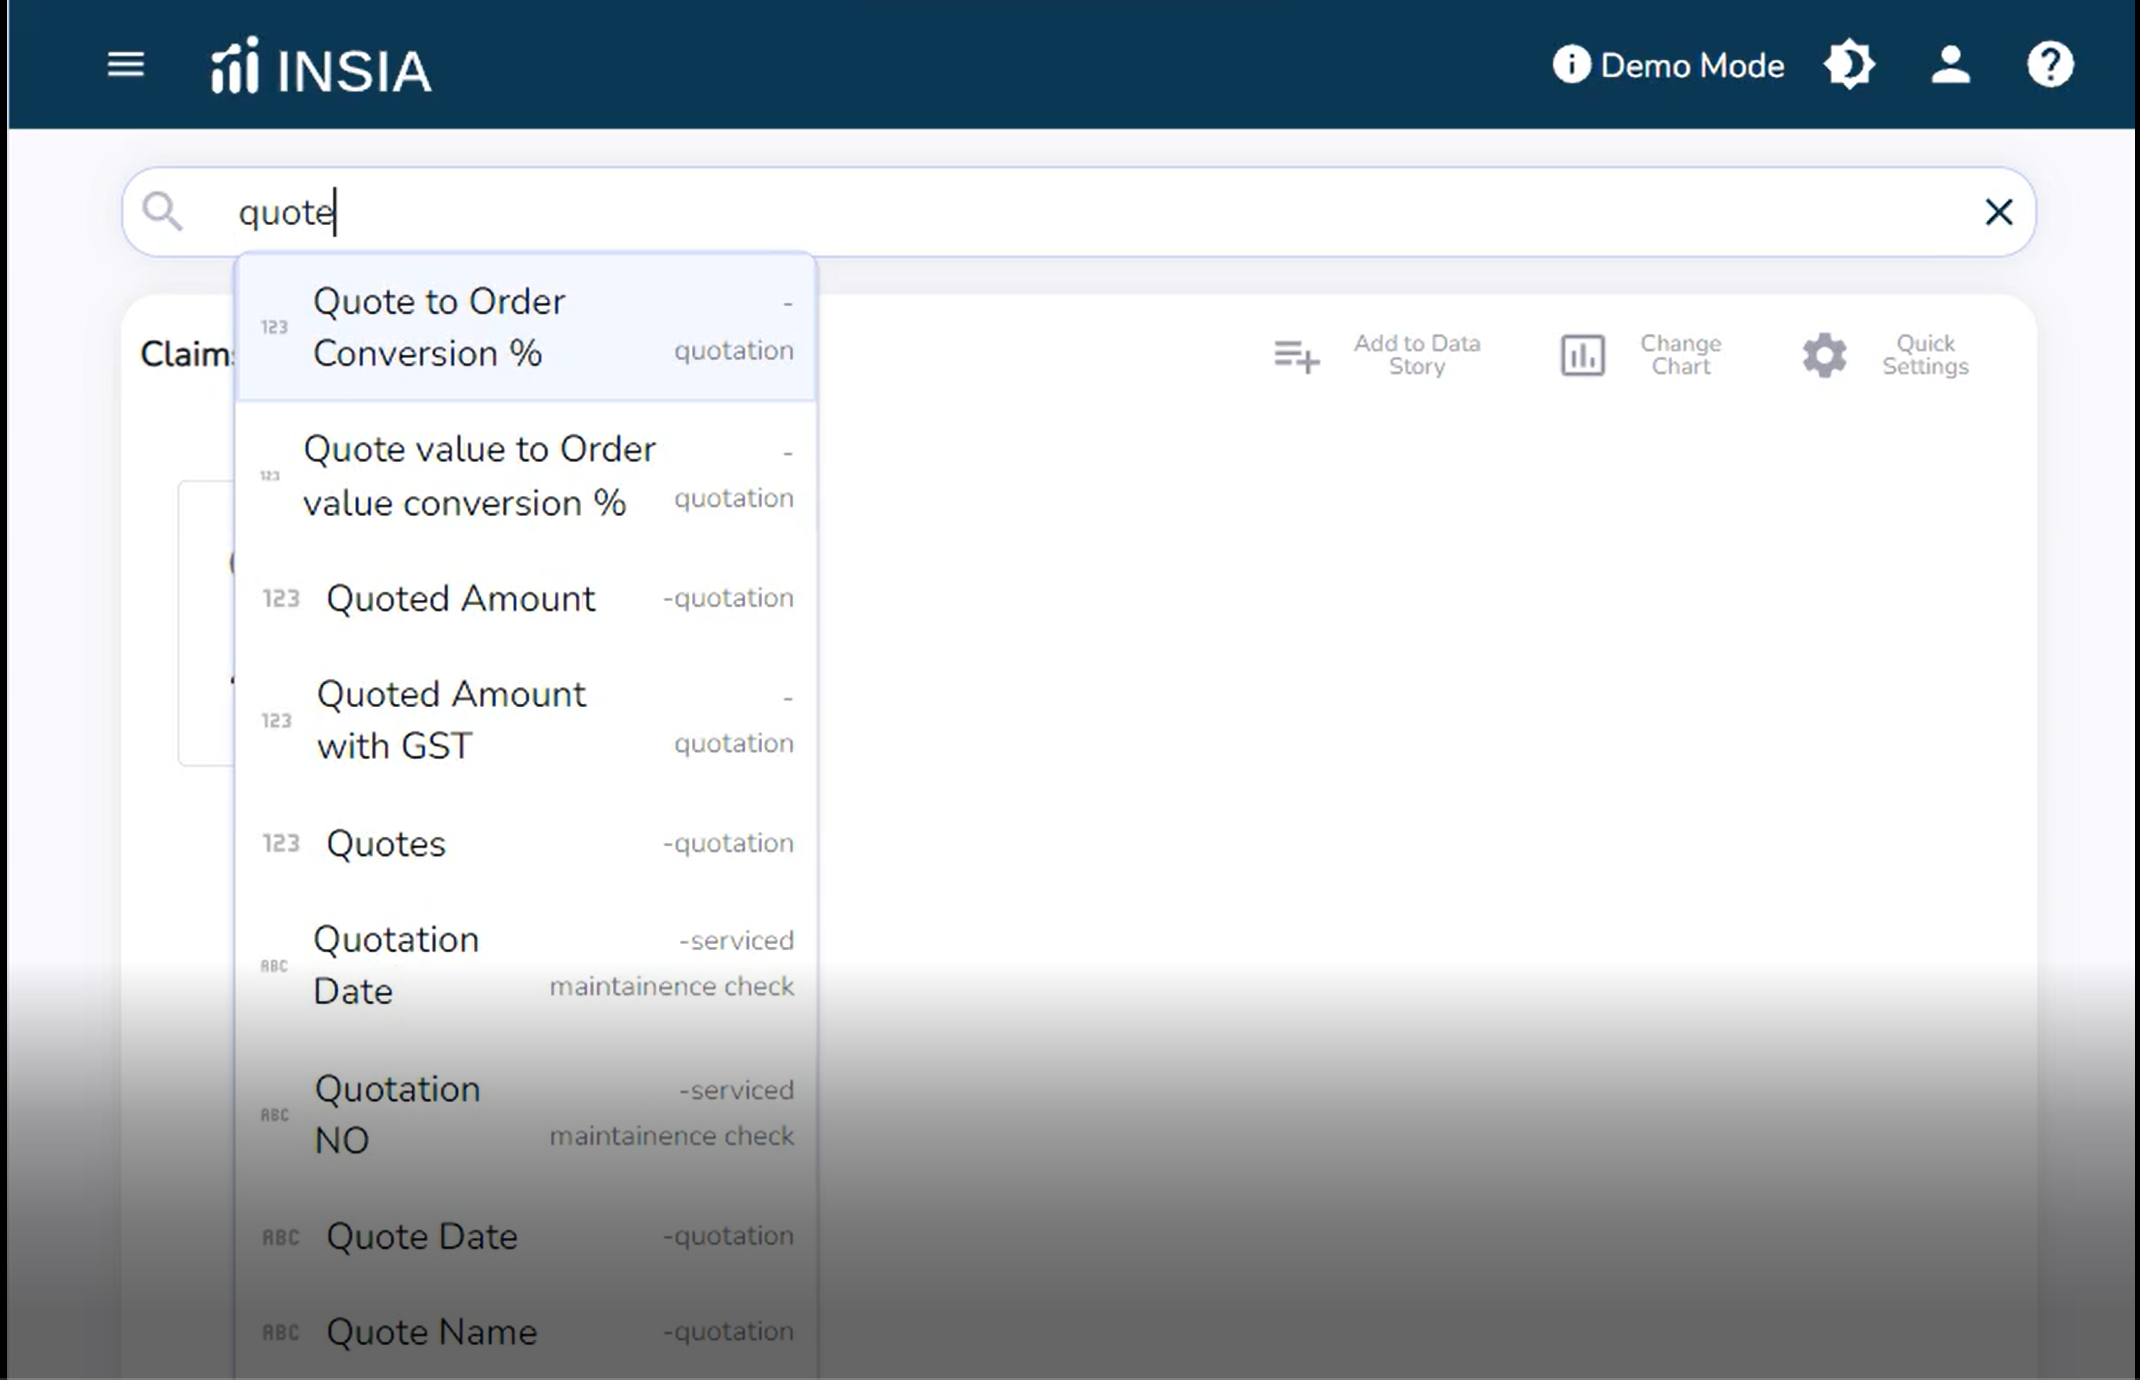 INSIA
Demo Mode
quote
Quote to Order -
123
Conversion % quotation
Claims
Add to Data
Story
Change
Chart
Quick
Settings
Quote value to Order -
123
value conversion % quotation
123 Quoted Amount -quotation
Quoted Amount -
123
with GST quotation
123 Quotes -quotation
Quotation -serviced
ABC
Date maintainence check
Quotation -serviced
ABC
NO maintainence check
ABC Quote Date -quotation
ABC Quote Name -quotation